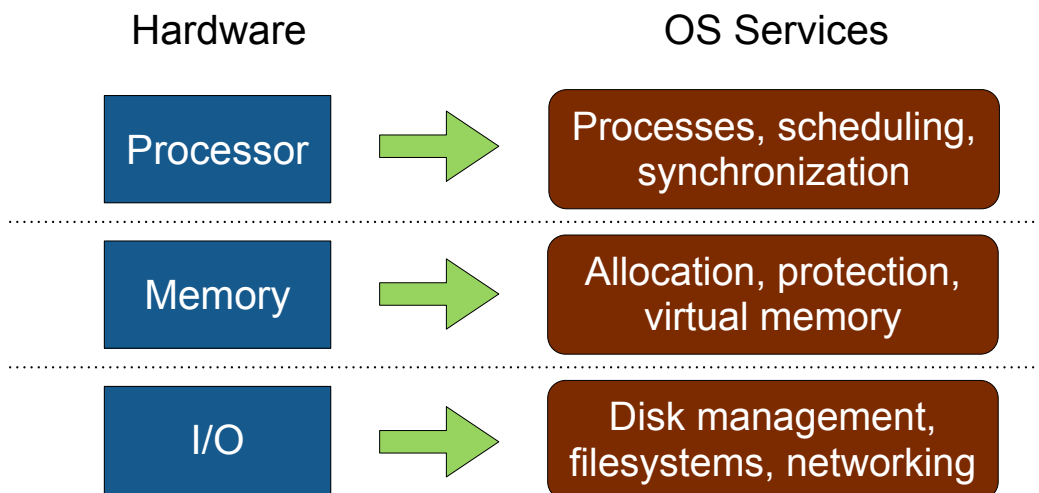 Hardware
OS Services
Processor
Processes, scheduling,
synchronization
Memory
Allocation, protection,
virtual memory
I/O
Disk management,
filesystems, networking